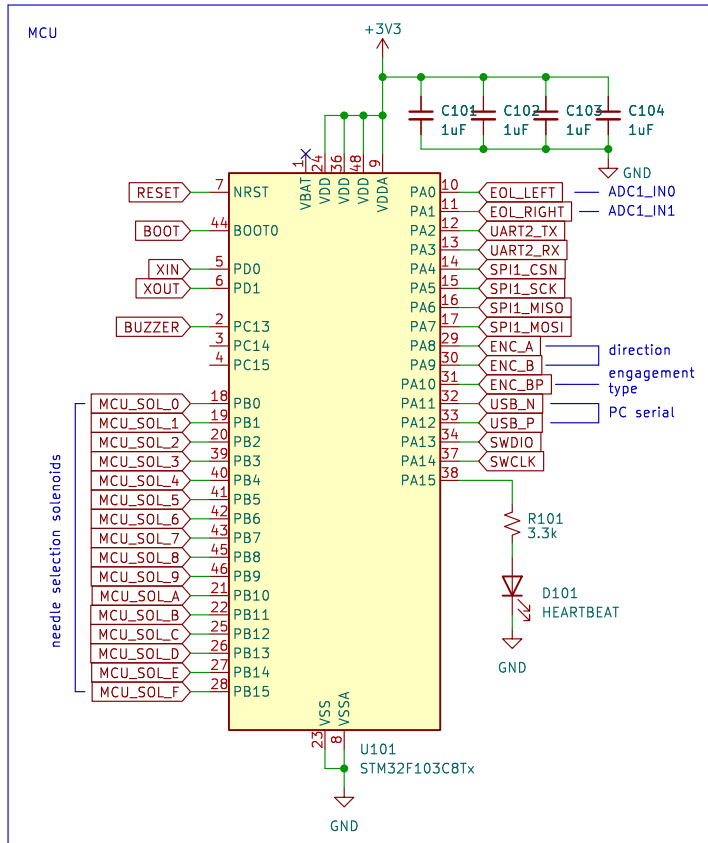 MCU
+3V3
C101 C102 C103 C104
1uF 1uF 1uF 1uF
GND
1 24 36 48 9
VBAT VDD VDD VDD VDDA
RESET 7 NRST
BOOT 44 BOOT0
XIN 5 PD0
XOUT 6 PD1
BUZZER 2 PC13
3 PC14
4 PC15
needle selection solenoids
MCU_SOL_0 18 PB0
MCU_SOL_1 19 PB1
MCU_SOL_2 20 PB2
MCU_SOL_3 39 PB3
MCU_SOL_4 40 PB4
MCU_SOL_5 41 PB5
MCU_SOL_6 42 PB6
MCU_SOL_7 43 PB7
MCU_SOL_8 45 PB8
MCU_SOL_9 46 PB9
MCU_SOL_A 21 PB10
MCU_SOL_B 22 PB11
MCU_SOL_C 25 PB12
MCU_SOL_D 26 PB13
MCU_SOL_E 27 PB14
MCU_SOL_F 28 PB15
PA0 10 EOL_LEFT ADC1_IN0
PA1 11 EOL_RIGHT ADC1_IN1
PA2 12 UART2_TX
PA3 13 UART2_RX
PA4 14 SPI1_CSN
PA5 15 SPI1_SCK
PA6 16 SPI1_MISO
PA7 17 SPI1_MOSI
PA8 29 ENC_A
direction
PA9 30 ENC_B
PA10 31 ENC_BP
engagement
type
PA11 32 USB_N
PC serial
PA12 33 USB_P
PA13 34 SWDIO
PA14 37 SWCLK
PA15 38
R101
3.3k
D101
HEARTBEAT
GND
VSS VSSA
23 8
U101
STM32F103C8Tx
GND